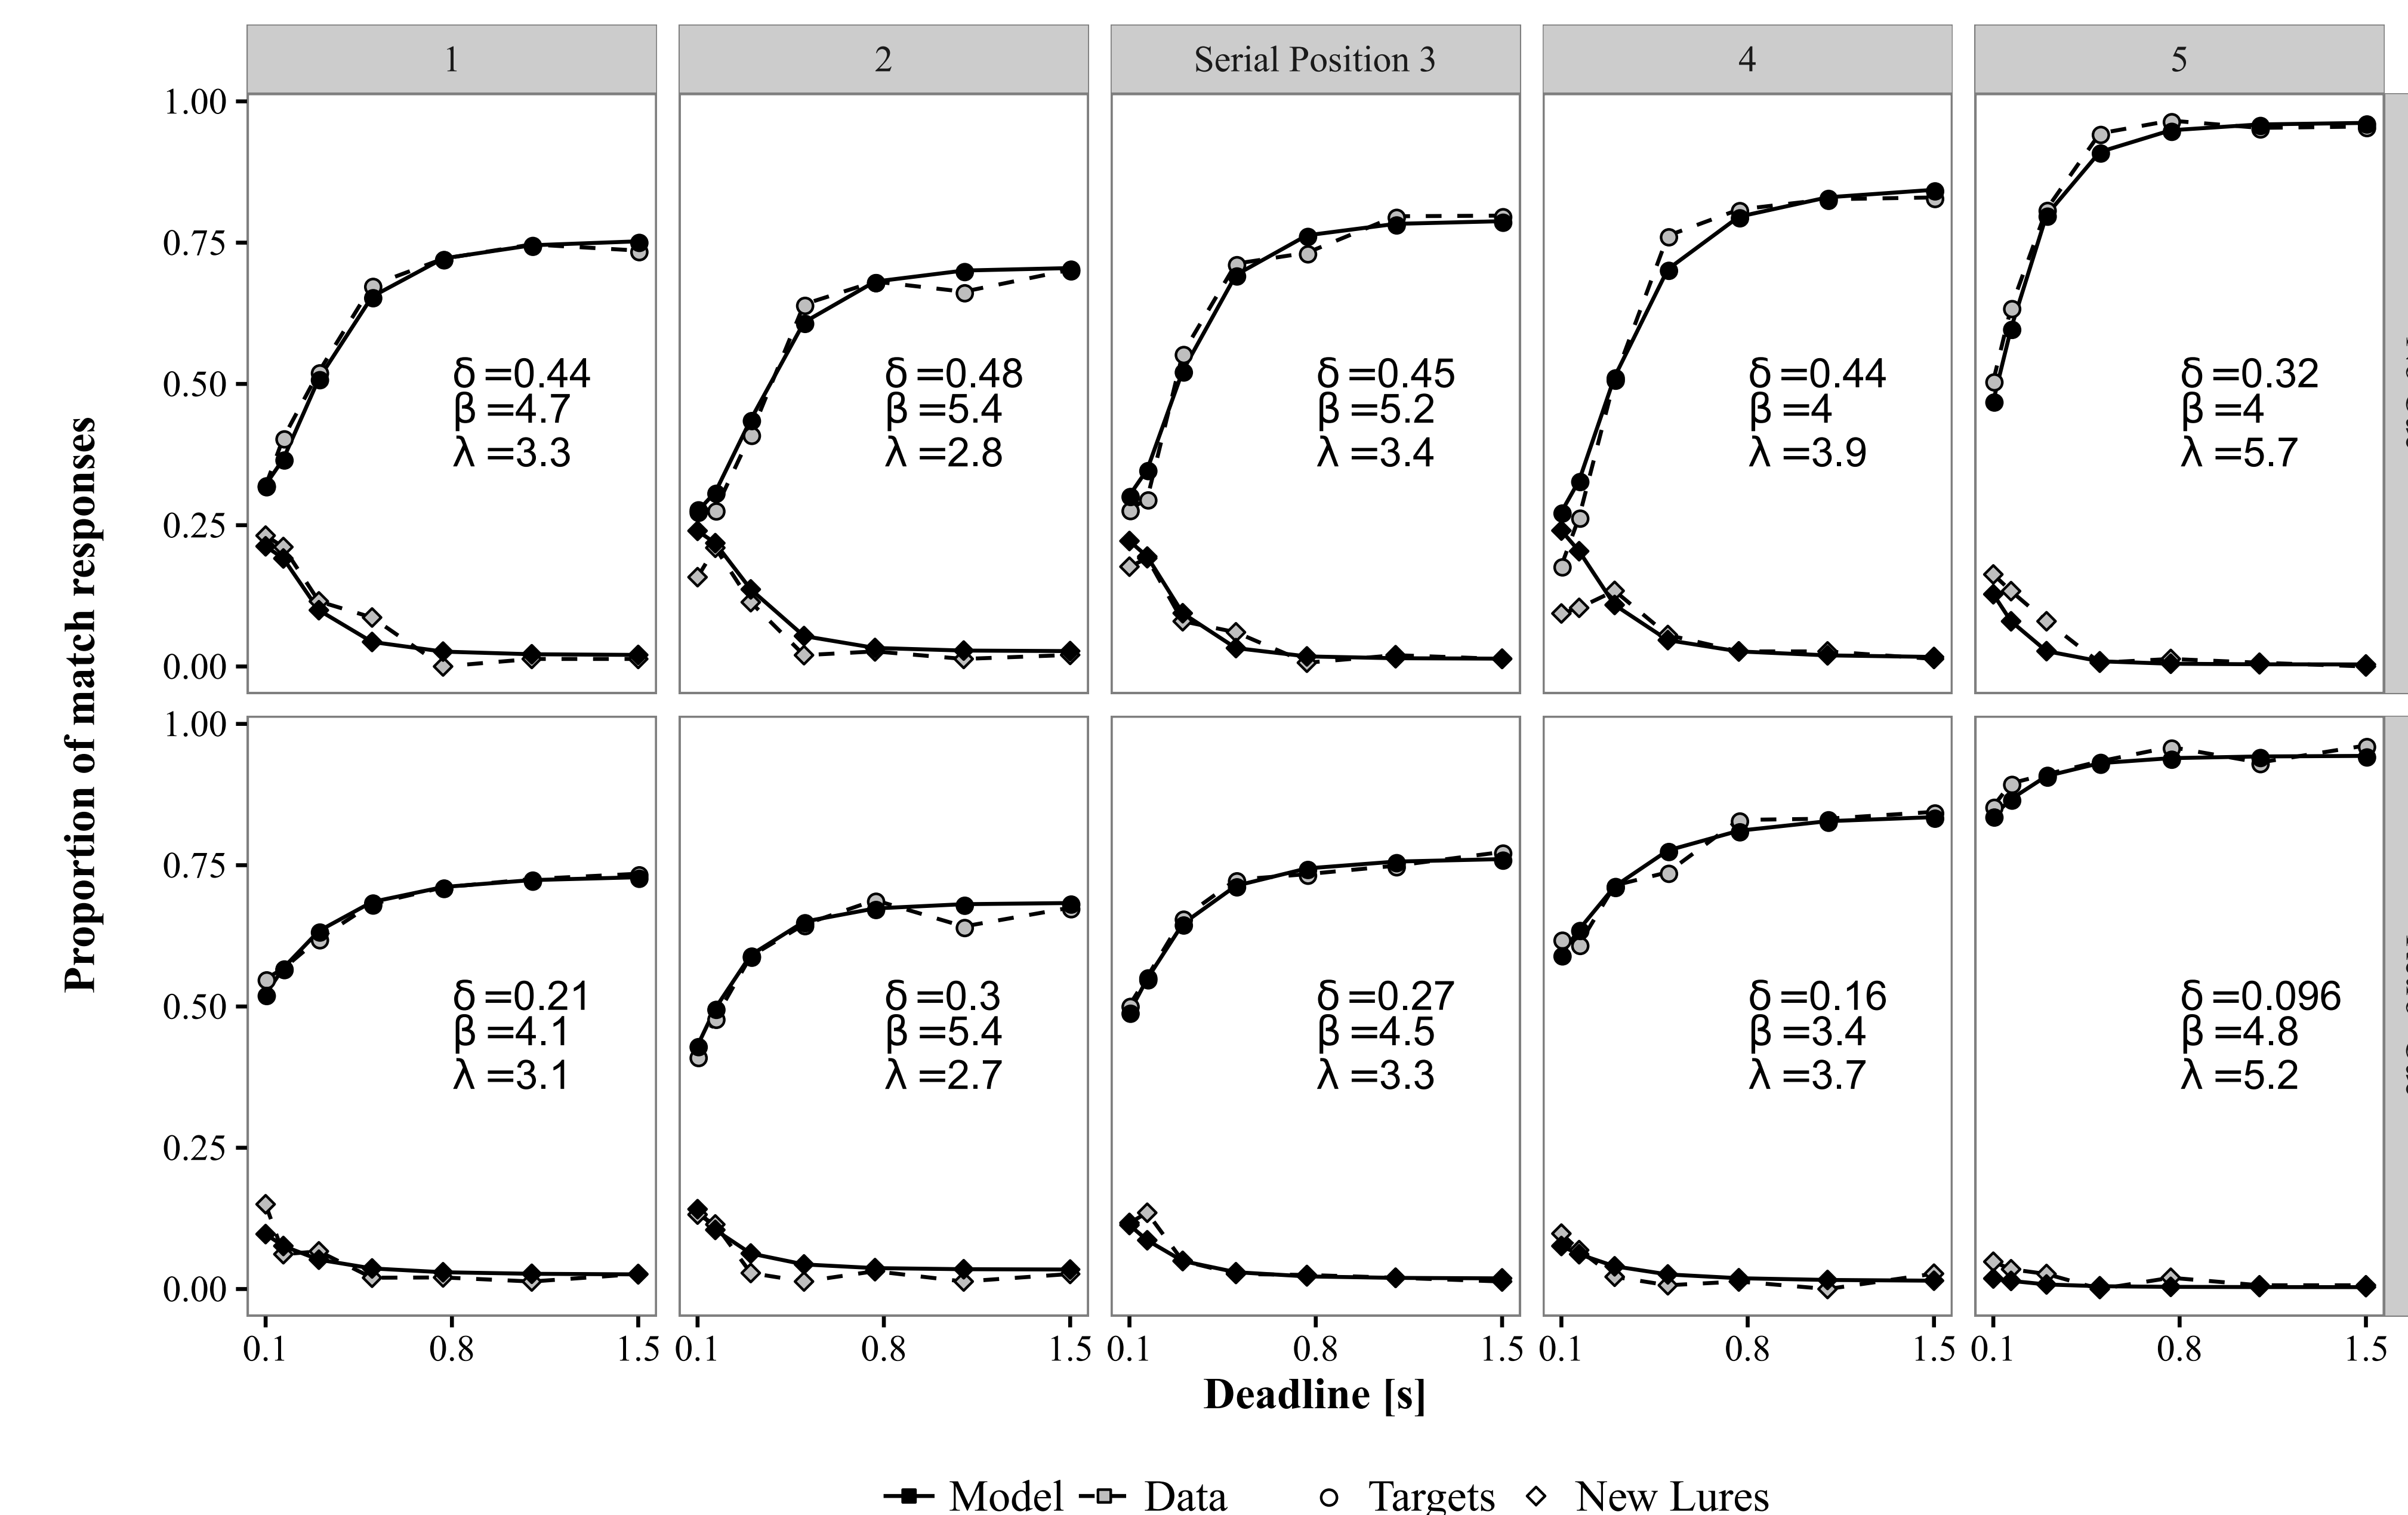 1 2 Serial Position 3 4 5
Proportion of match responses
1.00
0.75
0.50
0.25
0.00
δ =0.44
β =4.7
λ =3.3
δ =0.48
β =5.4
λ =2.8
δ =0.45
β =5.2
λ =3.4
δ =0.44
β =4
λ =3.9
δ =0.32
β =4
λ =5.7
1.00
0.75
0.50
0.25
0.00
δ =0.21
β =4.1
λ =3.1
δ =0.3
β =5.4
λ =2.7
δ =0.27
β =4.5
λ =3.3
δ =0.16
β =3.4
λ =3.7
δ =0.096
β =4.8
λ =5.2
0.1 0.8 1.5 0.1 0.8 1.5 0.1 0.8 1.5 0.1 0.8 1.5 0.1 0.8 1.5
Deadline [s]
Model Data Targets New Lures